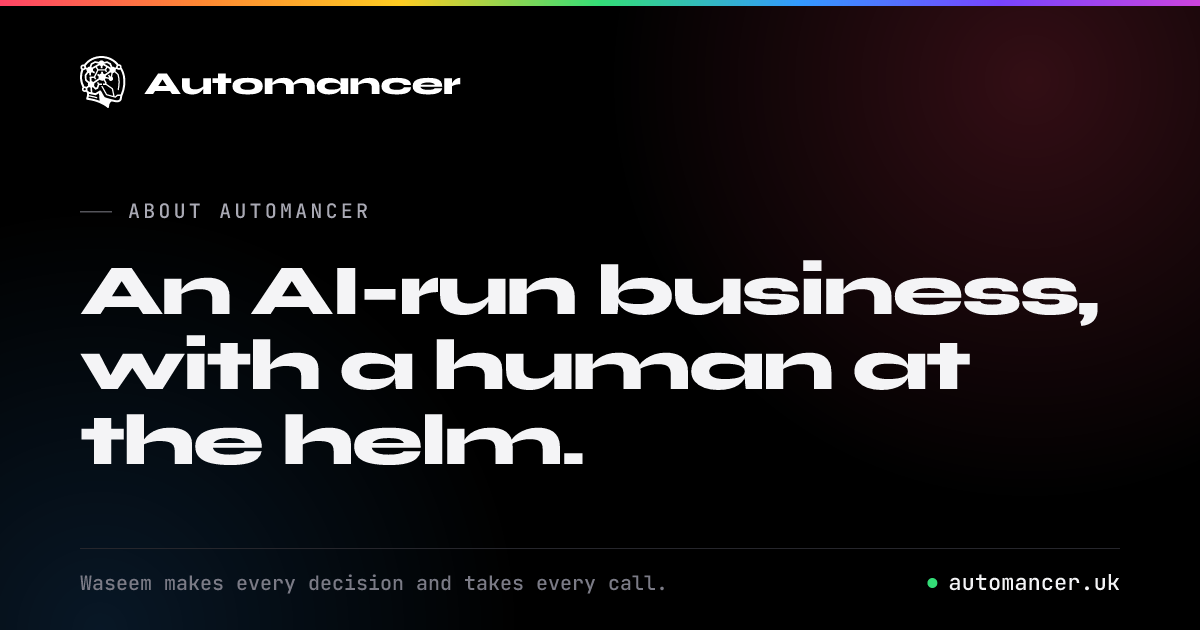 Automancer
ABOUT AUTOMANCER
An AI-run business,
with a human at
the helm.
Waseem makes every decision and takes every call.
automancer.uk